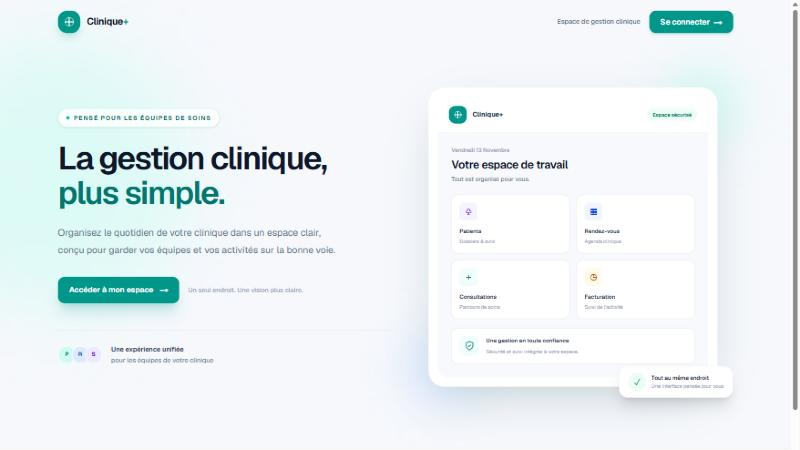 Clinique+
Espace de gestion clinique
Se connecter →
PENSÉ POUR LES ÉQUIPES DE SOINS
La gestion clinique,
plus simple.
Organisez le quotidien de votre clinique dans un espace clair,
conçu pour garder vos équipes et vos activités sur la bonne voie.
Accéder à mon espace →
Un seul endroit. Une vision plus claire.
Une expérience unifiée
pour les équipes de votre clinique
Clinique+
Espace sécurisé
Vendredi 13 Novembre
Votre espace de travail
Tout est organisé pour vous.
Patients
Dossiers & suivi
Rendez-vous
Agenda clinique
Consultations
Parcours de soins
Facturation
Suivi de l'activité
Une gestion en toute confiance
Sécurité et suivi intégrés à votre espace.
Tout au même endroit
Une interface pensée pour vous